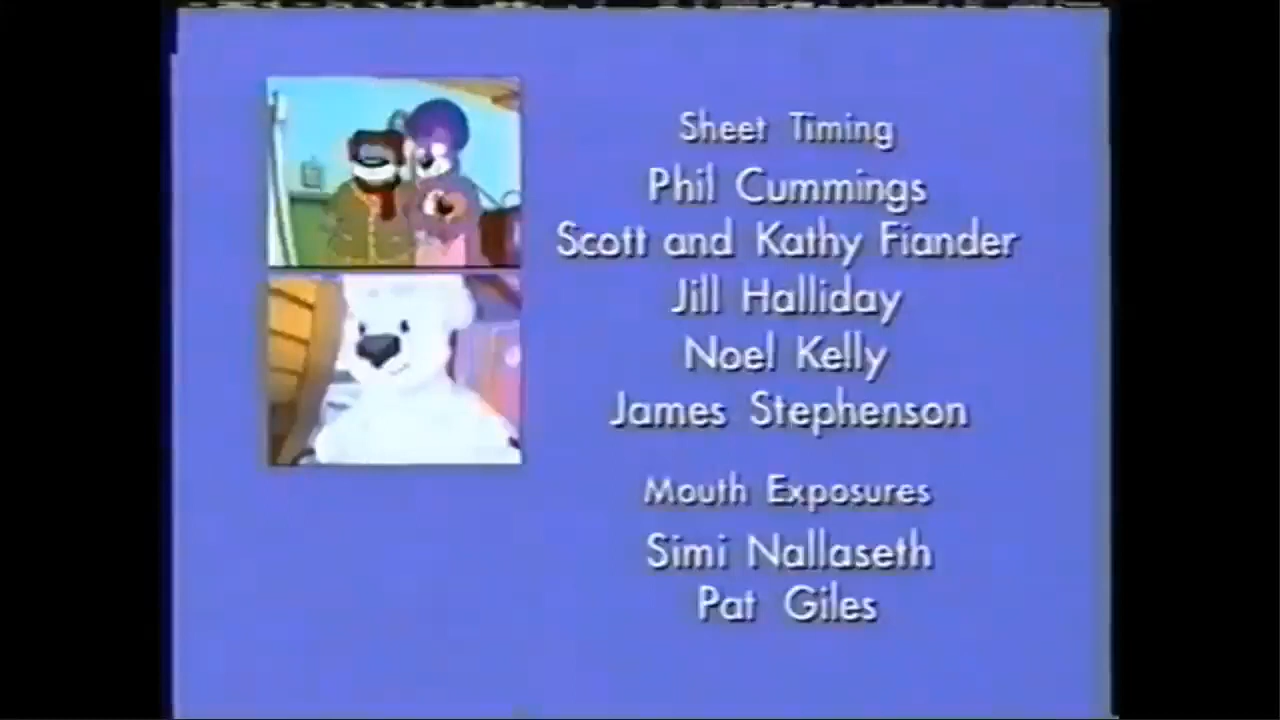 Sheet Timing
Phil Cummings
Scott and Kathy Fiander
Jill Halliday
Noel Kelly
James Stephenson
Mouth Exposures
Simi Nallaseth
Pat Giles